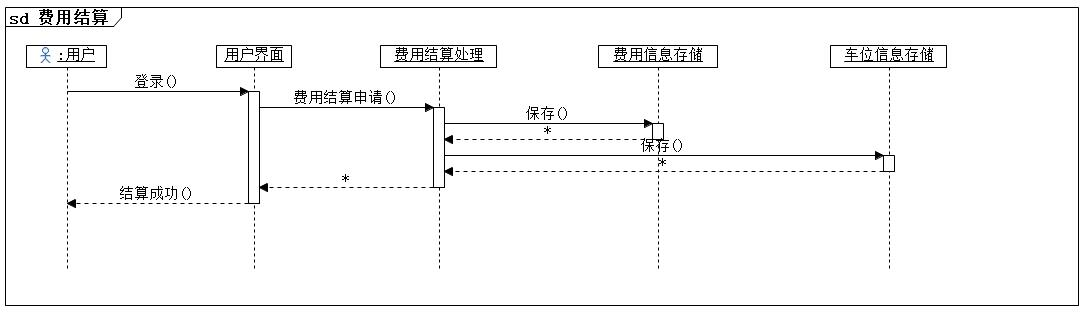 sd 费用结算
:用户
用户界面
费用结算处理
费用信息存储
车位信息存储
登录()
费用结算申请()
保存()
*
保存()
*
*
结算成功()